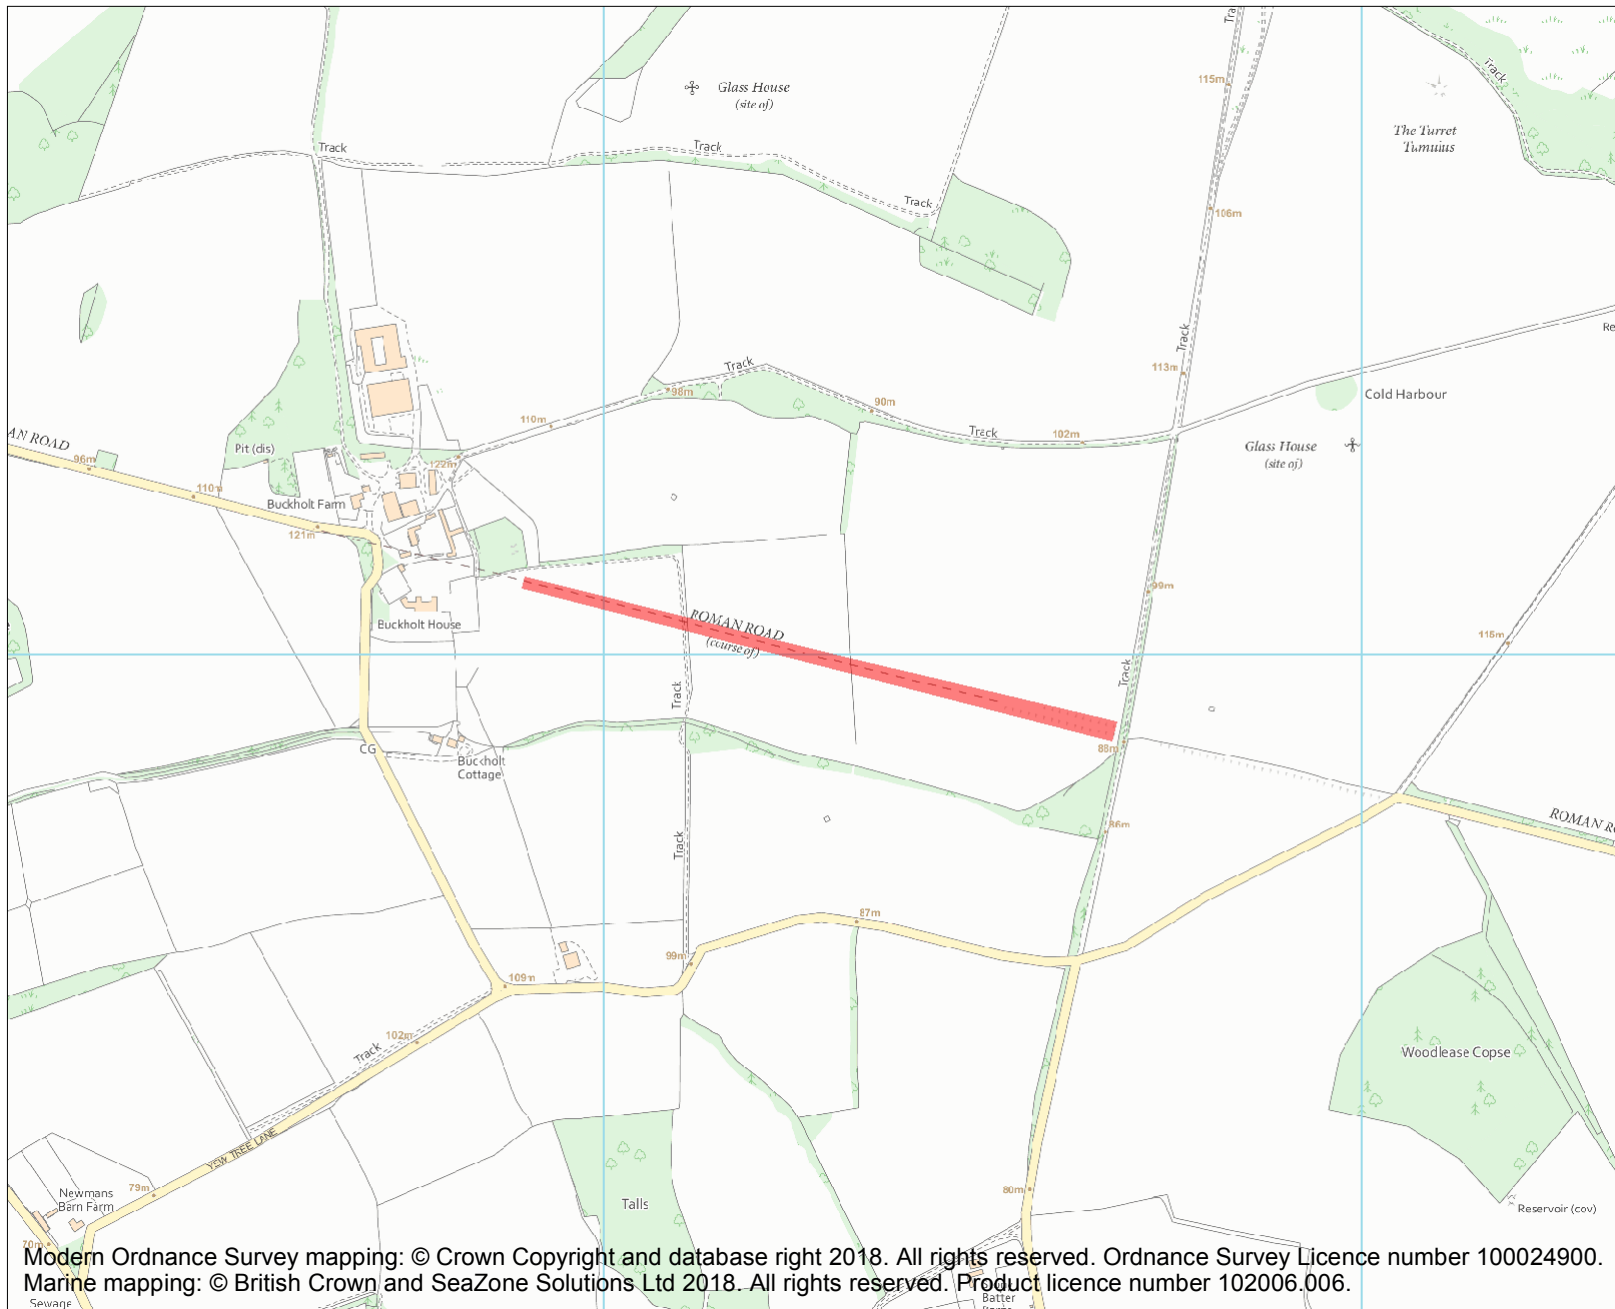 Tra
115m
Track
Glass House
(site of)
The Turret
Tumulus
Track
Track
Track
106m
Track
113m
Re
Track
98m
Cold Harbour
90m
110m
Track
102m
AN ROAD
Glass House
(site of)
Pit (dis)
96m
122m
110m
Buckholt Farm
121m
99m
Buckholt House
ROMAN ROAD
(course of)
115m
Track
Track
CG
88m
Buckholt
Cottage
ROMAN RO
86m
Track
87m
99m
109m
102m
Track
Woodlease Copse
YEW TREE LANE
79m
Newmans
Barn Farm
80m
Talls
Reservoir (cov)
70m
Modern Ordnance Survey mapping: © Crown Copyright and database right 2018. All rights reserved. Ordnance Survey Licence number 100024900.
Marine mapping: © British Crown and SeaZone Solutions Ltd 2018. All rights reserved. Product licence number 102006.006.
Sewage
Batter